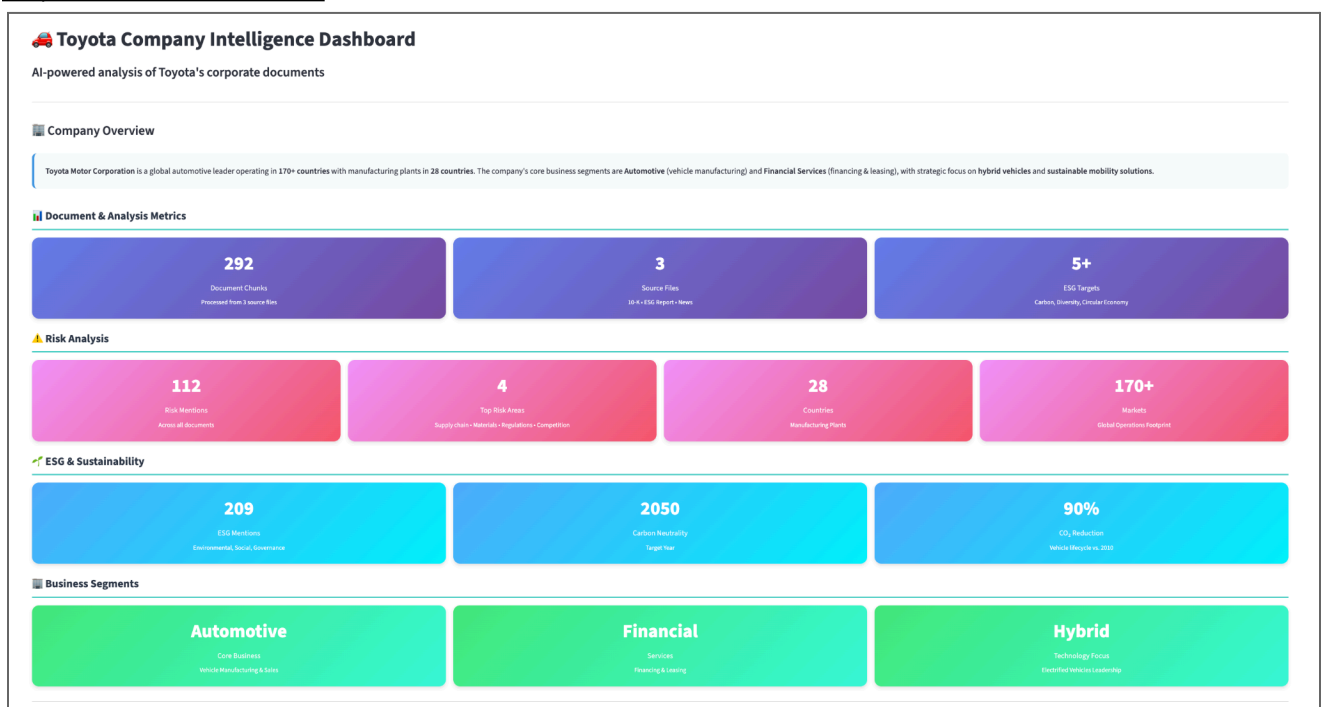 🚗 Toyota Company Intelligence Dashboard
AI-powered analysis of Toyota's corporate documents
🏢 Company Overview
Toyota Motor Corporation is a global automotive leader operating in 170+ countries with manufacturing plants in 28 countries. The company's core business segments are Automotive (vehicle manufacturing) and Financial Services (financing & leasing), with strategic focus on hybrid vehicles and sustainable mobility solutions.
📊 Document & Analysis Metrics
292
Document Chunks
Processed from 3 source files
3
Source Files
10-K • ESG Report • News
5+
ESG Targets
Carbon, Diversity, Circular Economy
⚠️ Risk Analysis
112
Risk Mentions
Across all documents
4
Top Risk Areas
Supply chain • Materials • Regulations • Competition
28
Countries
Manufacturing Plants
170+
Markets
Global Operations Footprint
🌱 ESG & Sustainability
209
ESG Mentions
Environmental, Social, Governance
2050
Carbon Neutrality
Target Year
90%
CO₂ Reduction
Vehicle lifecycle vs. 2010
🏢 Business Segments
Automotive
Core Business
Vehicle Manufacturing & Sales
Financial
Services
Financing & Leasing
Hybrid
Technology Focus
Electrified Vehicles Leadership